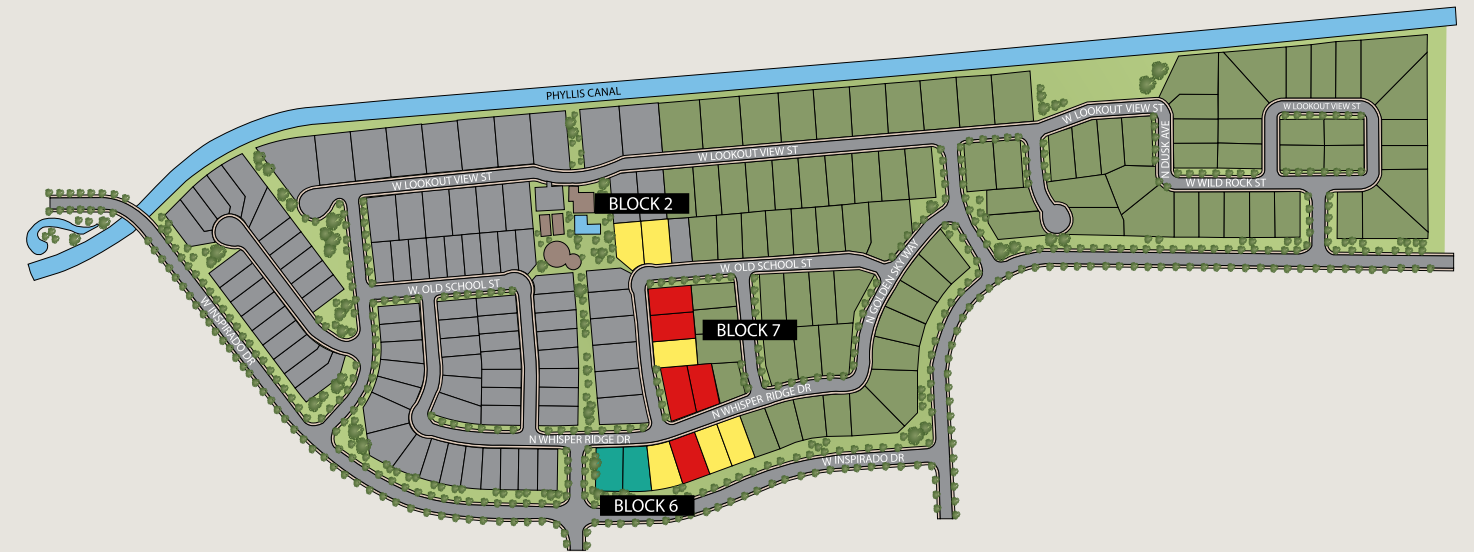 PHYLLIS CANAL
W LOOKOUT VIEW ST
W LOOKOUT VIEW ST
W LOOKOUT VIEW ST
W LOOKOUT VIEW ST
N DUSK AVE
W WILD ROCK ST
BLOCK 2
W. OLD SCHOOL ST
W. OLD SCHOOL ST
N GOLDEN SKY WAY
W INSPIRADO DR
BLOCK 7
N WHISPER RIDGE DR
N WHISPER RIDGE DR
W INSPIRADO DR
BLOCK 6